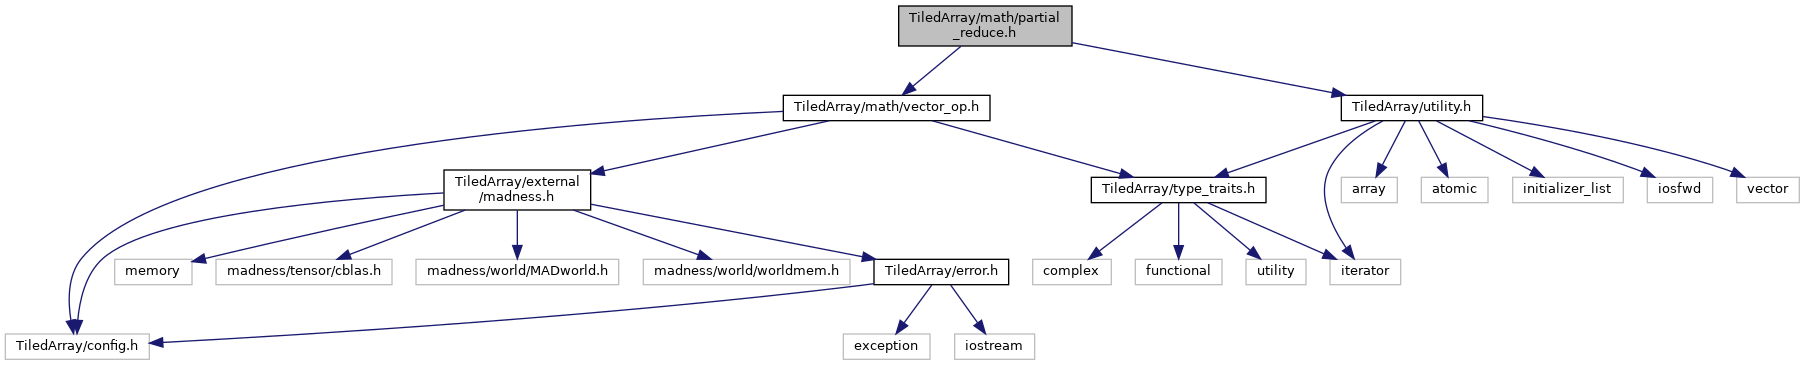 TiledArray/math/partial
_reduce.h
TiledArray/math/vector_op.h
TiledArray/utility.h
TiledArray/external
/madness.h
TiledArray/type_traits.h
array
atomic
initializer_list
iosfwd
vector
memory
madness/tensor/cblas.h
madness/world/MADworld.h
madness/world/worldmem.h
TiledArray/error.h
complex
functional
utility
iterator
TiledArray/config.h
exception
iostream